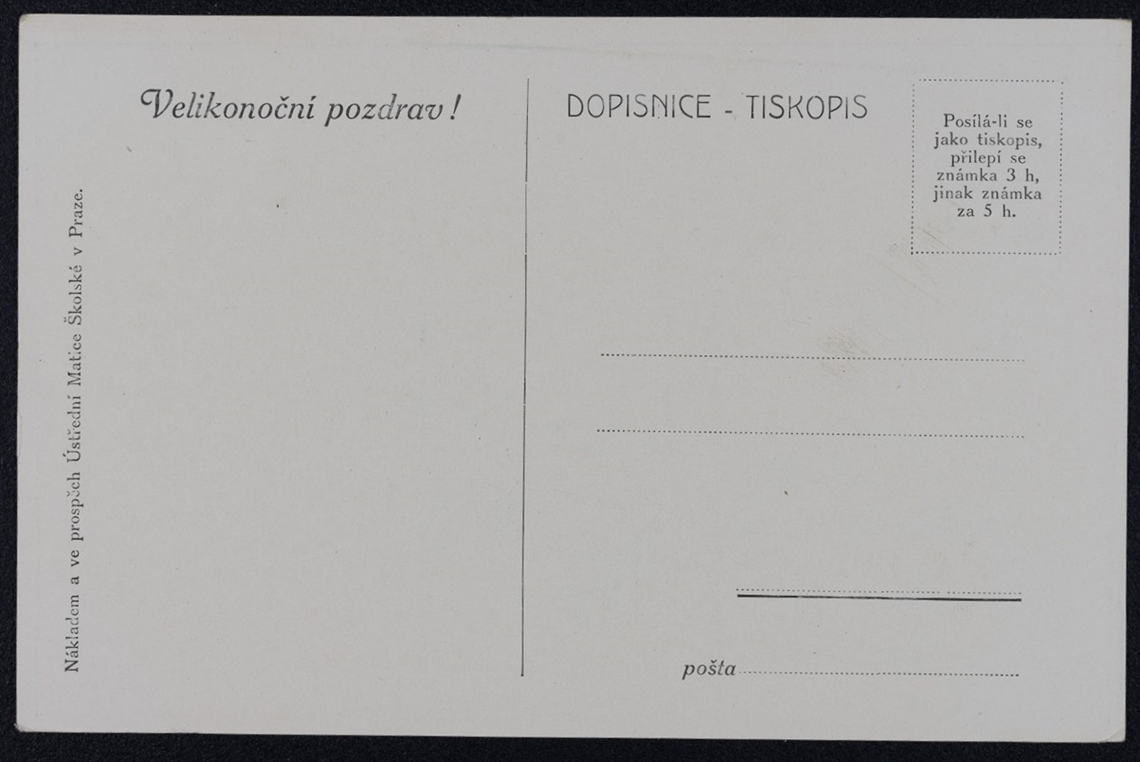 Velikonoční pozdrav!
Nákladem a ve prospěch Ústřední Matice Školské v Praze.
DOPISNICE - TISKOPIS
Posílá-li se
jako tiskopis,
přilepí se
známka 3 h,
jinak známka
za 5 h.
pošta